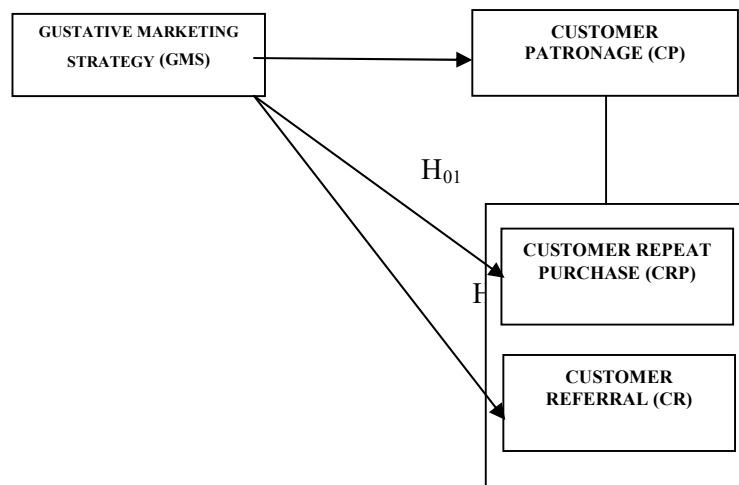 GUSTATIVE MARKETING
STRATEGY (GMS)
CUSTOMER
PATRONAGE (CP)
H01
CUSTOMER REPEAT
PURCHASE (CRP)
CUSTOMER
REFERRAL (CR)